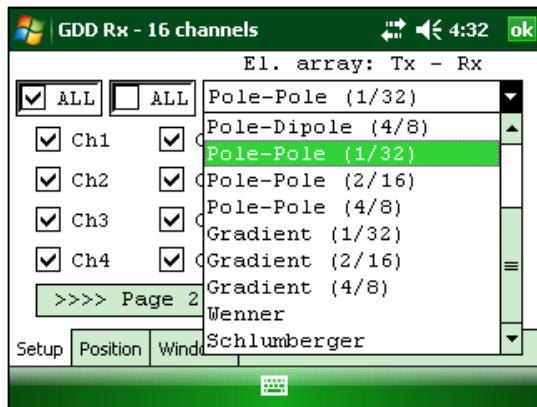 GDD Rx - 16 channels 4:32 ok
El. array: Tx - Rx
ALL ALL Pole-Pole (1/32)
Pole-Dipole (4/8)
Ch1 Pole-Pole (1/32)
Ch2 Pole-Pole (2/16)
Pole-Pole (4/8)
Ch3 Gradient (1/32)
Ch4 Gradient (2/16)
Gradient (4/8)
>>>> Page 2 Wenner
Setup Position Schlumberger